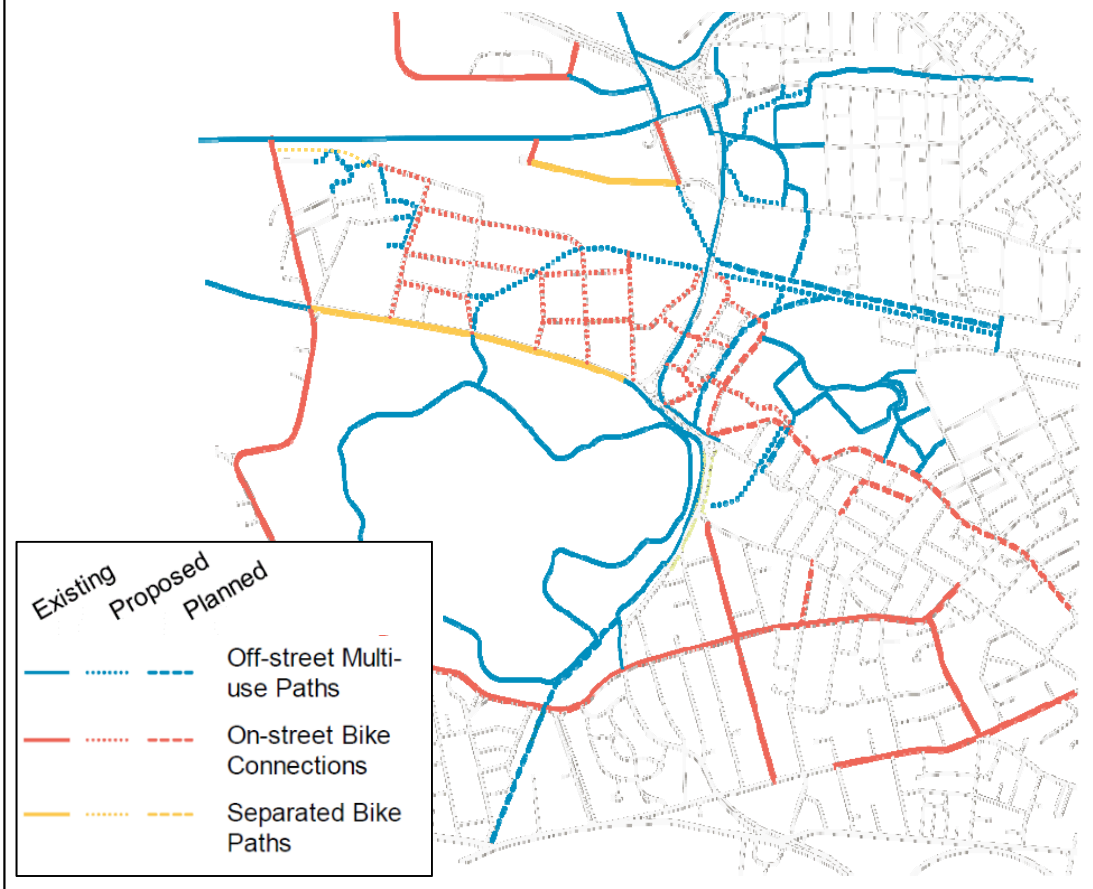 Existing
Proposed
Planned
Off-street Multi-
use Paths
On-street Bike
Connections
Separated Bike
Paths